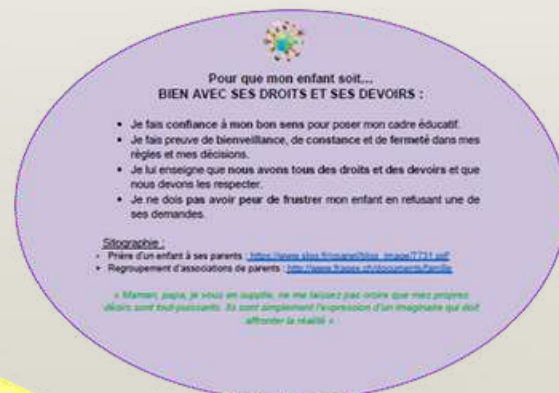 Pour que mon enfant soit...
BIEN AVEC SES DROITS ET SES DEVOIRS :
• Je fais confiance à mon bon sens pour poser mon cadre éducatif.
• Je fais preuve de bienveillance, de constance et de fermeté dans mes
règles et mes décisions.
• Je lui enseigne que nous avons tous des droits et des devoirs et que
nous devons les respecter.
• Je ne dois pas avoir peur de frustrer mon enfant en refusant une de
ses demandes.
Sitographie :
Prière d'un enfant à ses parents :
Regroupement d'associations de parents :
« Maman, papa, je vous en supplie, ne me laissez pas croire que mes propres
désirs sont tout-puissants. Ils sont simplement l'expression d'un imaginaire qui doit
affronter la réalité »